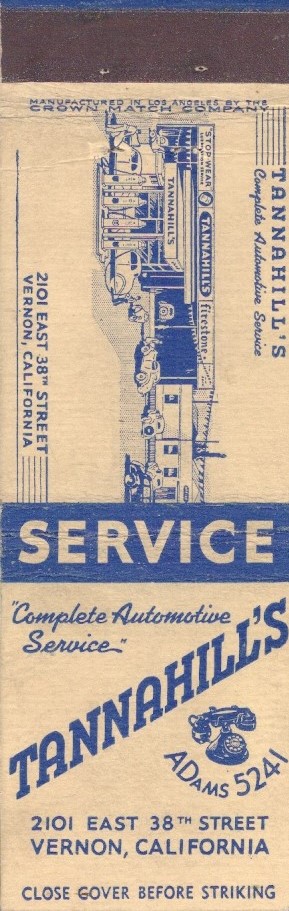 MANUFACTURED IN LOS ANGELES BY THE
CROWN MATCH COMPANY
TANNAHILL'S
Complete Automotive Service
STOP-WEAR
TANNAHILL'S
firestone
TANNAHILL'S
2101 EAST 38TH STREET
VERNON, CALIFORNIA
SERVICE
"Complete Automotive
Service"
TANNAHILL'S
ADAMS 5241
2101 EAST 38TH STREET
VERNON, CALIFORNIA
CLOSE COVER BEFORE STRIKING